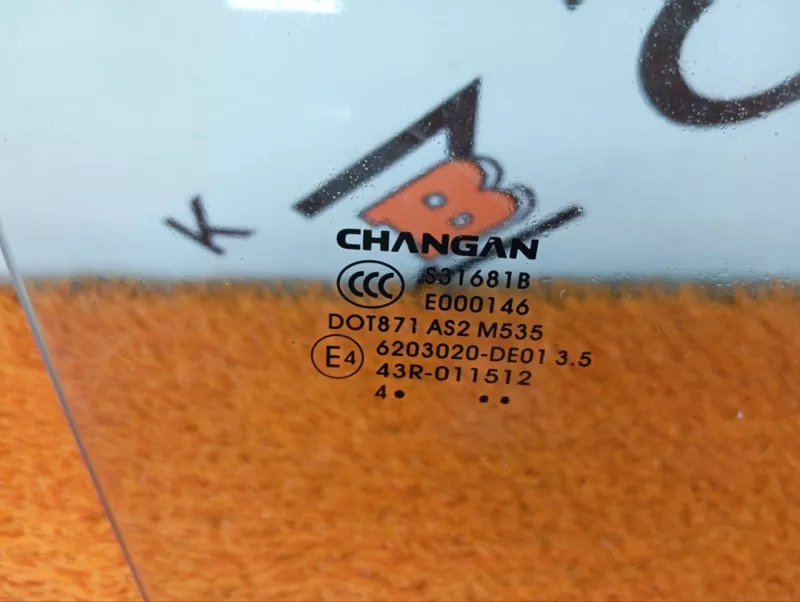 K
B
CHANGAN
CCC S31681B
E000146
DOT871 AS2 M535
E4 6203020-DE01 3.5
43R-011512
4 ● ●●